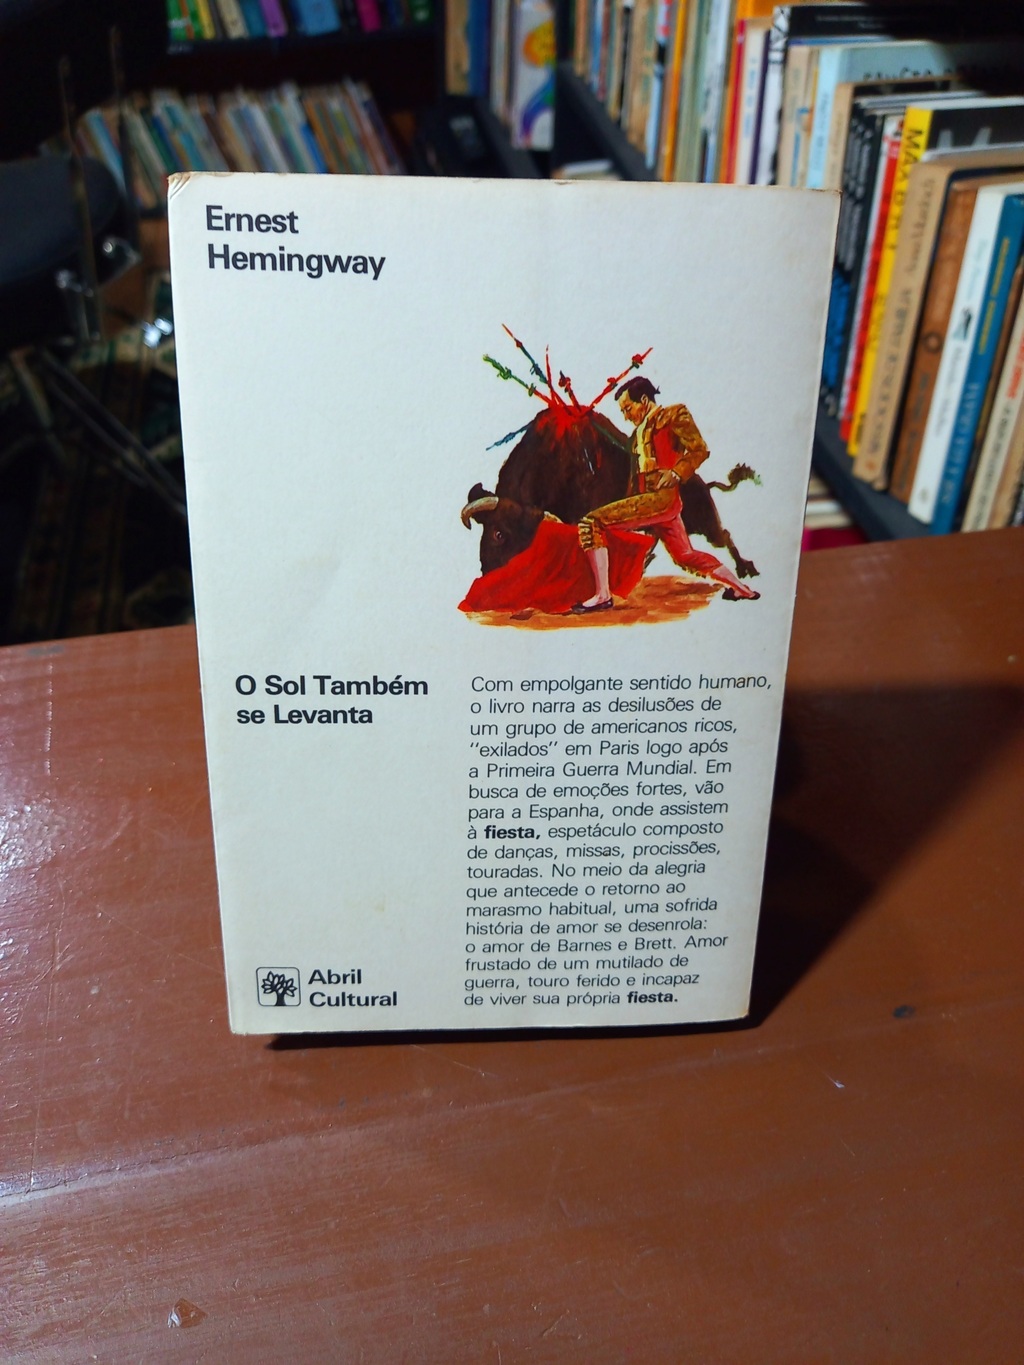 Ernest
Hemingway
O Sol Também
se Levanta
Com empolgante sentido humano,
o livro narra as desilusões de
um grupo de americanos ricos,
"exilados" em Paris logo após
a Primeira Guerra Mundial. Em
busca de emoções fortes, vão
para a Espanha, onde assistem
à fiesta, espetáculo composto
de danças, missas, procissões,
touradas. No meio da alegria
que antecede o retorno ao
marasmo habitual, uma sofrida
história de amor se desenrola:
o amor de Barnes e Brett. Amor
frustado de um mutilado de
guerra, touro ferido e incapaz
de viver sua própria fiesta.
Abril
Cultural